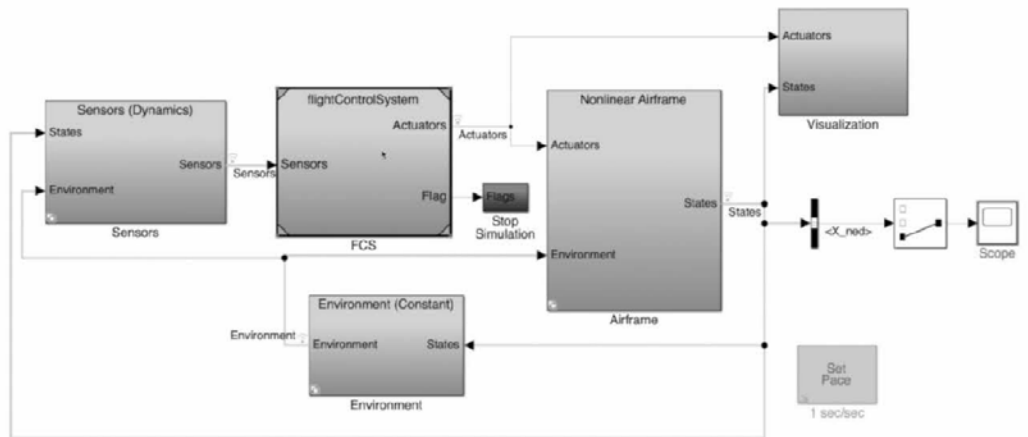 Sensors (Dynamics)
States
Environment
Sensors
Sensors
Sensors
flightControlSystem
Sensors
Actuators
Flag
FCS
Actuators
Flags
Stop
Simulation
Nonlinear Airframe
Actuators
Environment
States
Airframe
States
Actuators
States
Visualization
<X_ned>
Scope
Environment (Constant)
Environment
Environment
States
Environment
Set
Pace
1 sec/sec